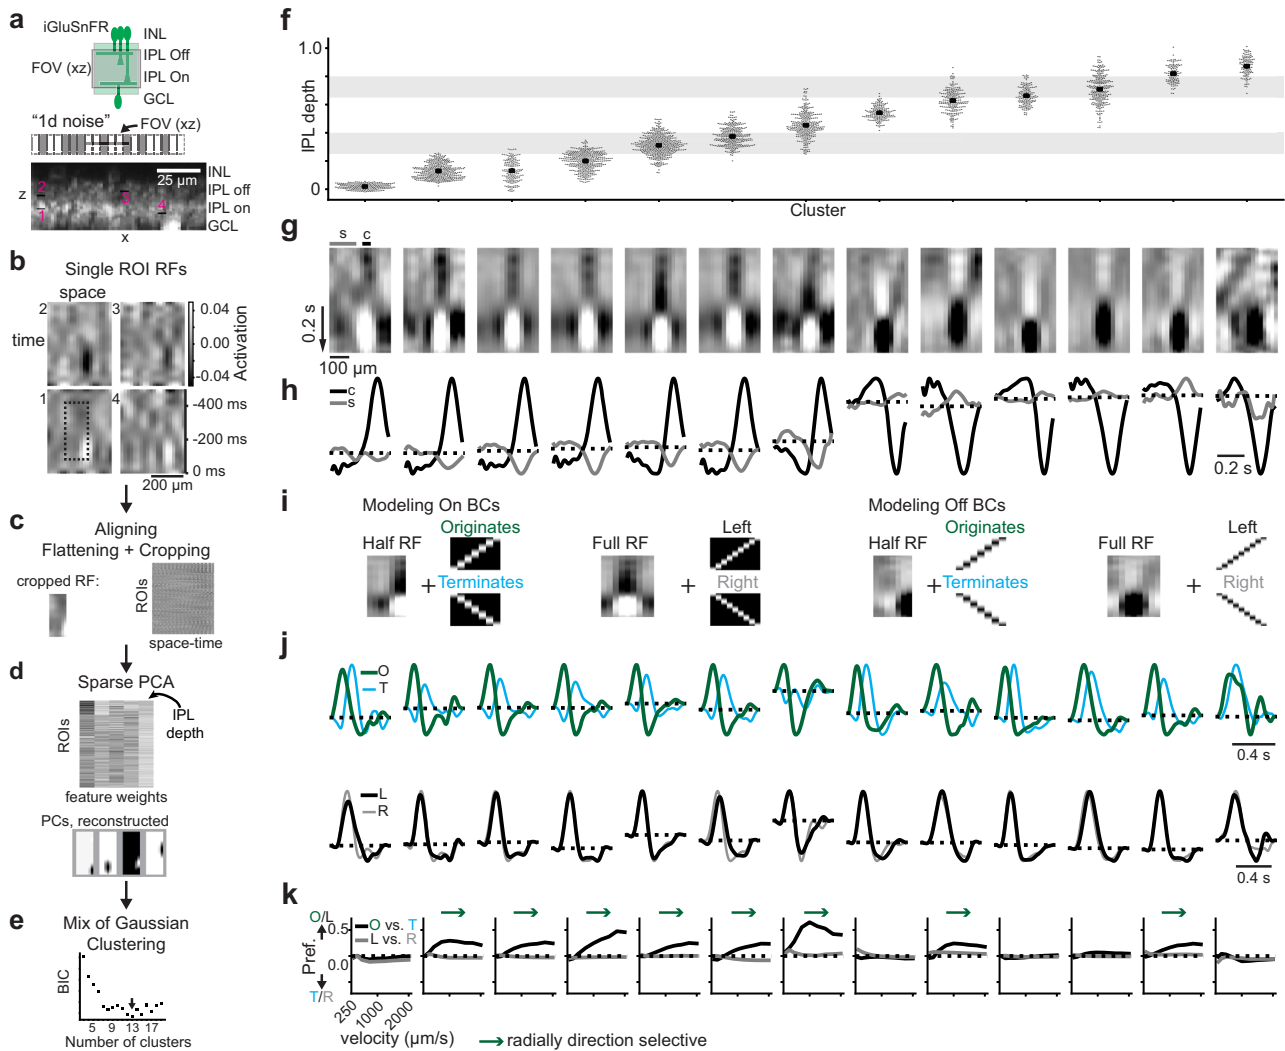 a
iGluSnFR
INL
IPL Off
FOV (xz)
IPL On
GCL
"1d noise"
FOV (xz)
25 µm
INL
IPL off
IPL on
GCL
z
x
2
1
3
4
b
Single ROI RFs
space
time
2
3
1
4
0.04
0.00
-0.04
Activation
-400 ms
-200 ms
0 ms
200 µm
c
Aligning
Flattening + Cropping
cropped RF:
ROIs
space-time
d
Sparse PCA
ROIs
IPL
depth
feature weights
PCs, reconstructed
e
Mix of Gaussian
Clustering
BIC
5 9 13 17
Number of clusters
f
1.0
IPL depth
0
Cluster
g
s c
0.2 s
100 µm
h
c
s
0.2 s
i
Modeling On BCs
Originates
Half RF
+
Terminates
Full RF
+
Left
Right
Modeling Off BCs
Originates
Half RF
+
Terminates
Full RF
+
Left
Right
j
O
T
0.4 s
L
R
0.4 s
k
O/L
0.5
Pref.
0.0
T/R
O vs. T
L vs. R
250 1000 2000
velocity (µm/s)
radially direction selective